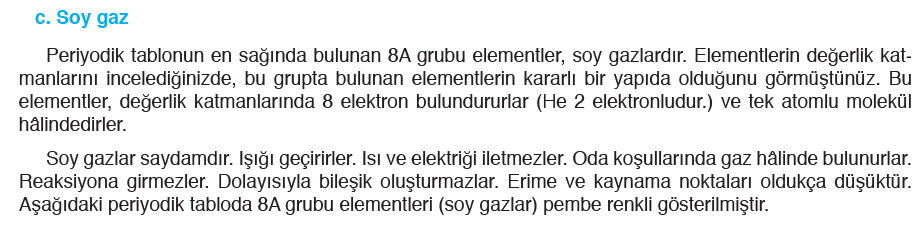 c. Soy gaz
Periyodik tablonun en sağında bulunan 8A grubu elementler, soy gazlardır. Elementlerin değerlik kat-
manlarını incelediğinizde, bu grupta bulunan elementlerin kararlı bir yapıda olduğunu görmüştünüz. Bu
elementler, değerlik katmanlarında 8 elektron bulundururlar (He 2 elektronludur.) ve tek atomlu molekül
hâlindedirler.
Soy gazlar saydamdır. Işığı geçirirler. Isı ve elektriği iletmezler. Oda koşullarında gaz hâlinde bulunurlar.
Reaksiyona girmezler. Dolayısıyla bileşik oluşturmazlar. Erime ve kaynama noktaları oldukça düşüktür.
Aşağıdaki periyodik tabloda 8A grubu elementleri (soy gazlar) pembe renkli gösterilmiştir.